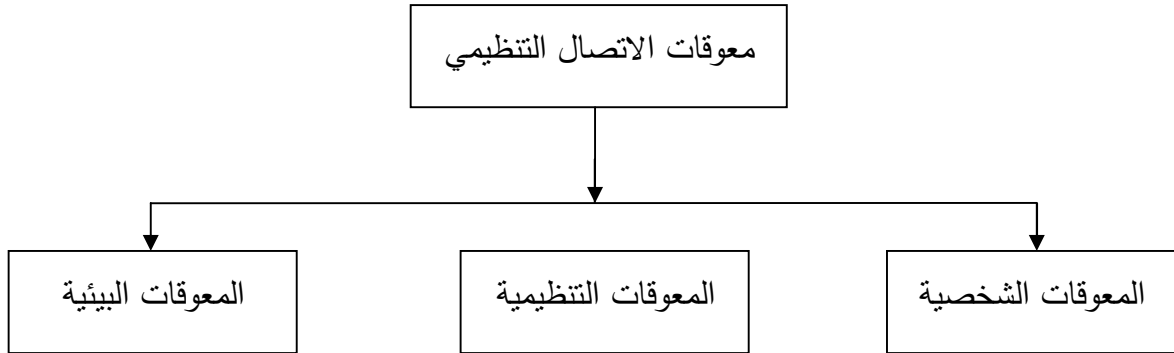 معوقات الاتصال التنظيمي
المعوقات الشخصية
المعوقات التنظيمية
المعوقات البيئية